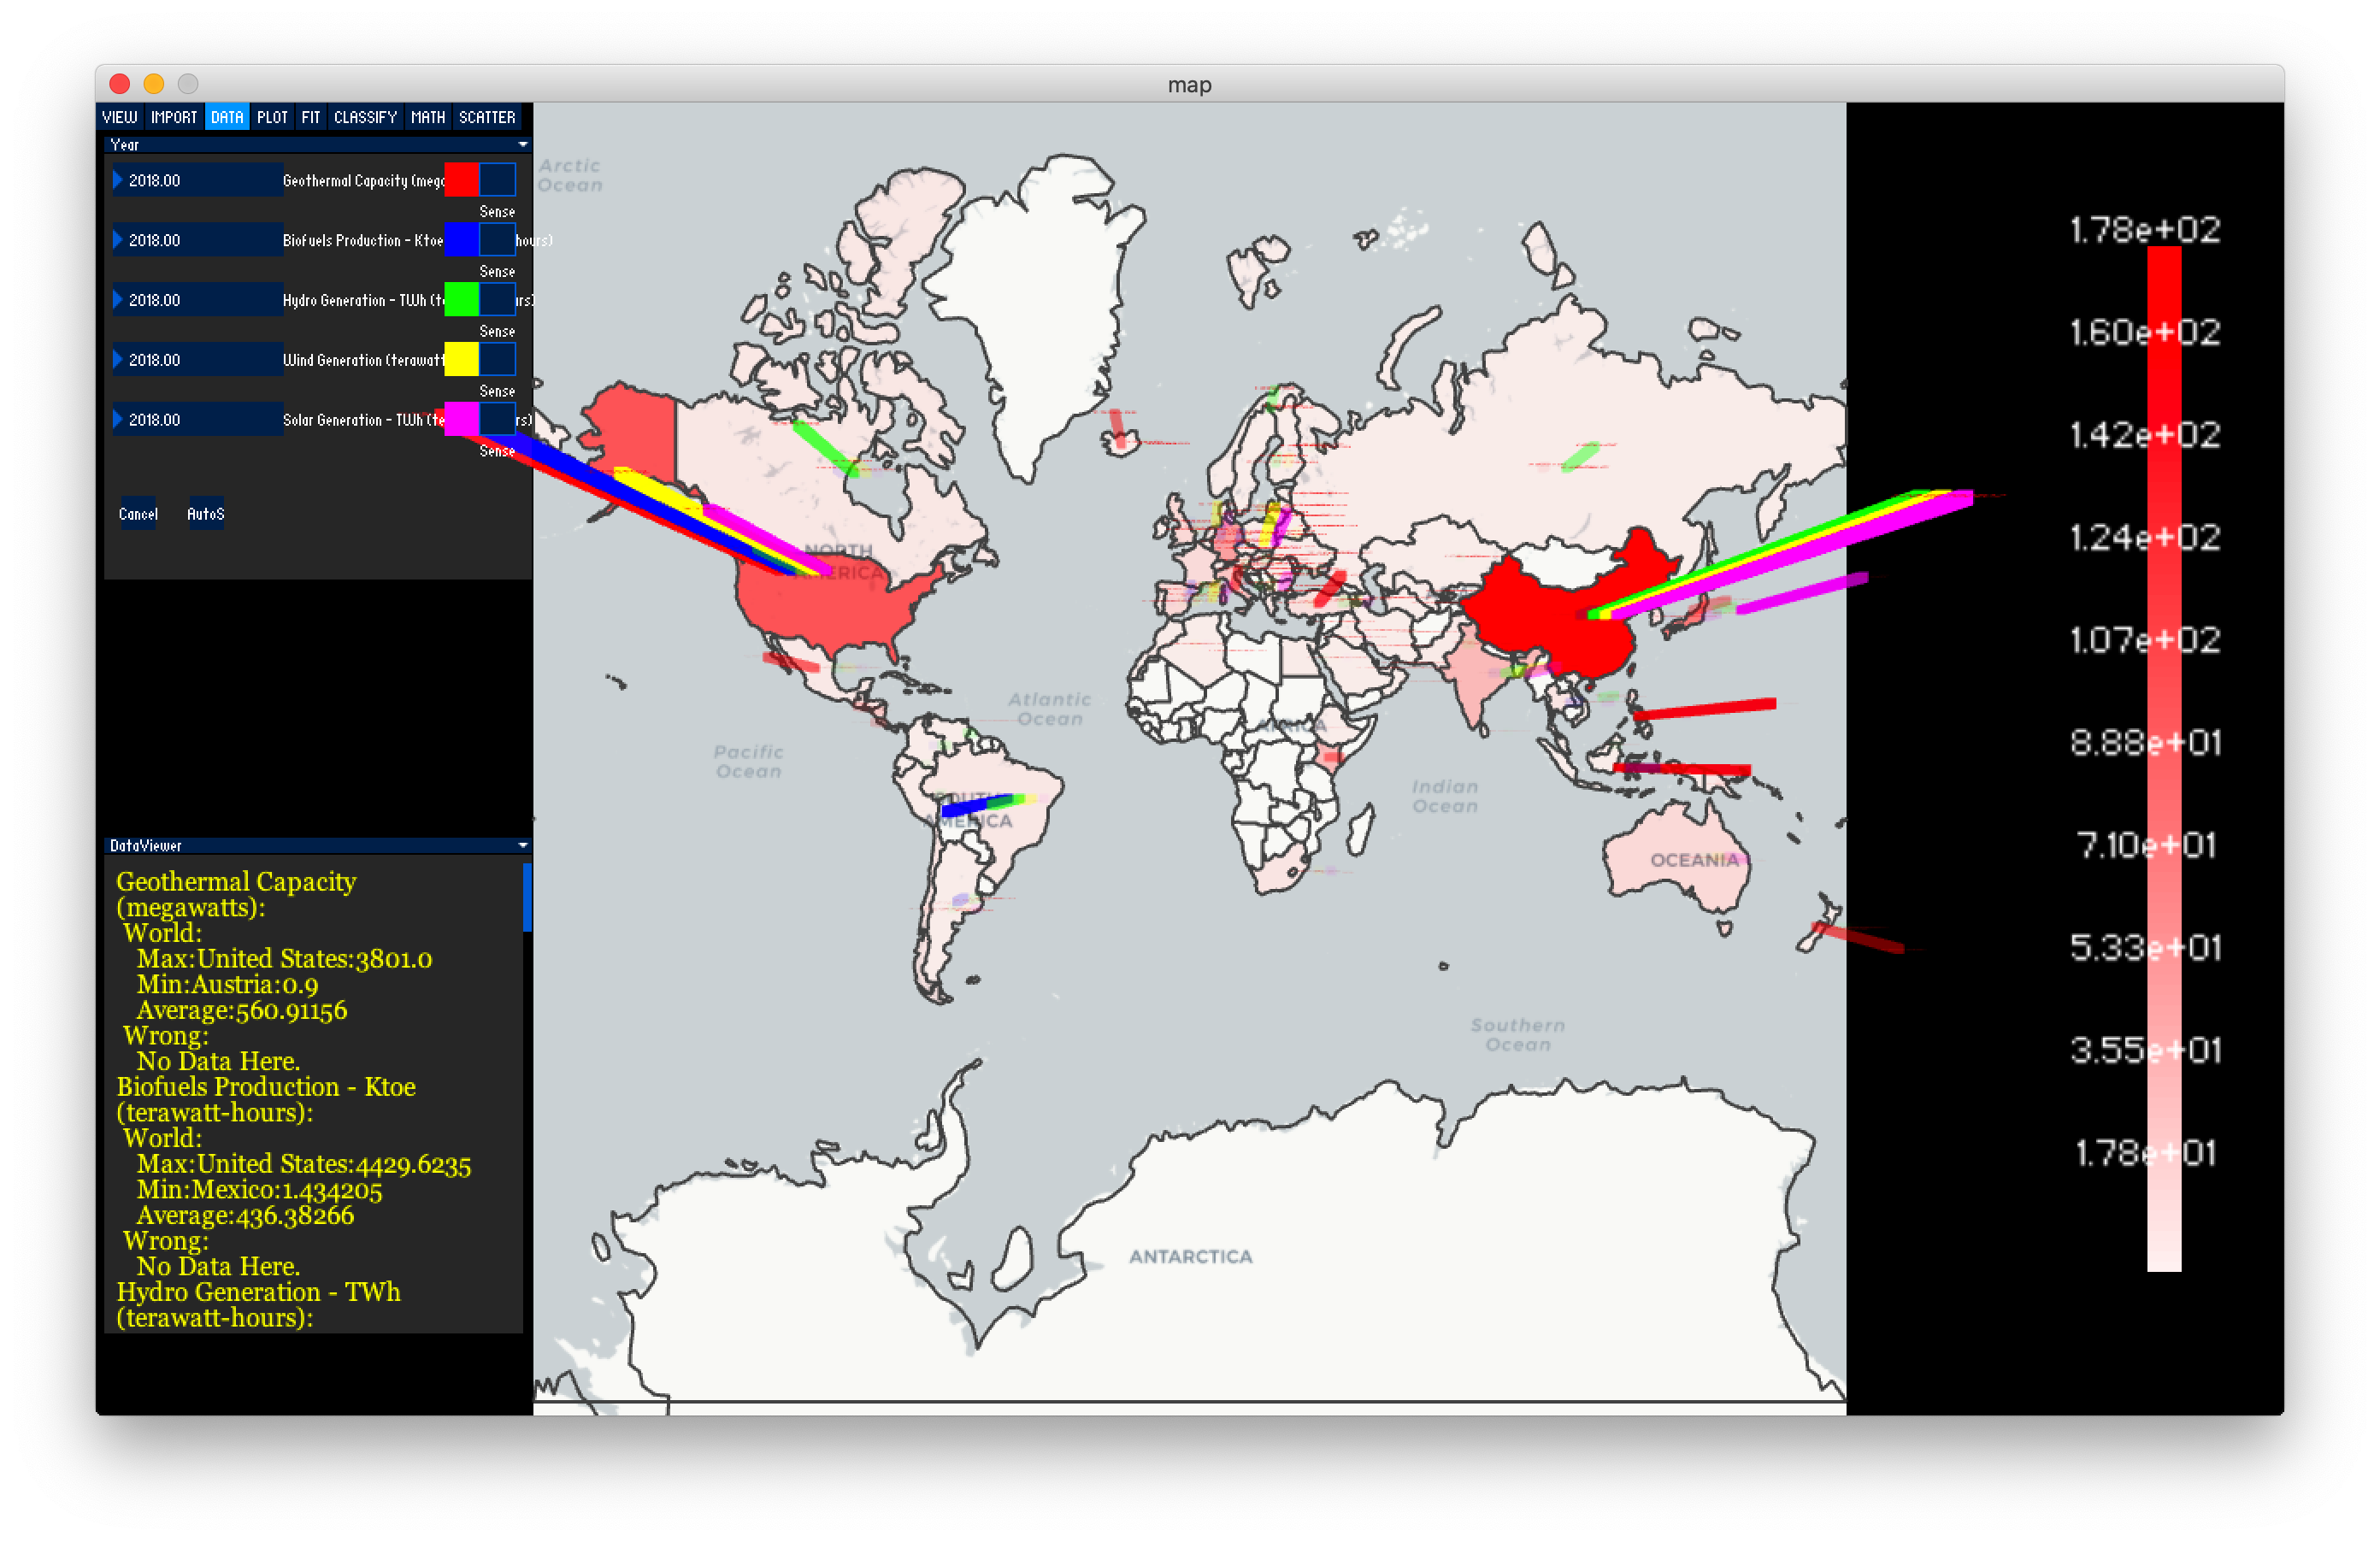 map
VIEW IMPORT DATA PLOT FIT CLASSIFY MATH SCATTER
Year
2018.00 Geothermal Capacity (mega
Sense
2018.00 Biofuels Production - Ktoe hours)
Sense
2018.00 Hydro Generation - TWh (t urs)
Sense
2018.00 Wind Generation (terawatt
Sense
2018.00 Solar Generation - TWh (te rs)
Sense
Cancel AutoS
DataViewer
Geothermal Capacity
(megawatts):
World:
Max:United States:3801.0
Min:Austria:0.9
Average:560.91156
Wrong:
No Data Here.
Biofuels Production - Ktoe
(terawatt-hours):
World:
Max:United States:4429.6235
Min:Mexico:1.434205
Average:436.38266
Wrong:
No Data Here.
Hydro Generation - TWh
(terawatt-hours):
Arctic
Ocean
NORTH
AMERICA
Atlantic
Ocean
Pacific
Ocean
SOUTH
AMERICA
AFRICA
Indian
Ocean
OCEANIA
Southern
Ocean
ANTARCTICA
1.78e+02
1.60e+02
1.42e+02
1.24e+02
1.07e+02
8.88e+01
7.10e+01
5.33e+01
3.55e+01
1.78e+01